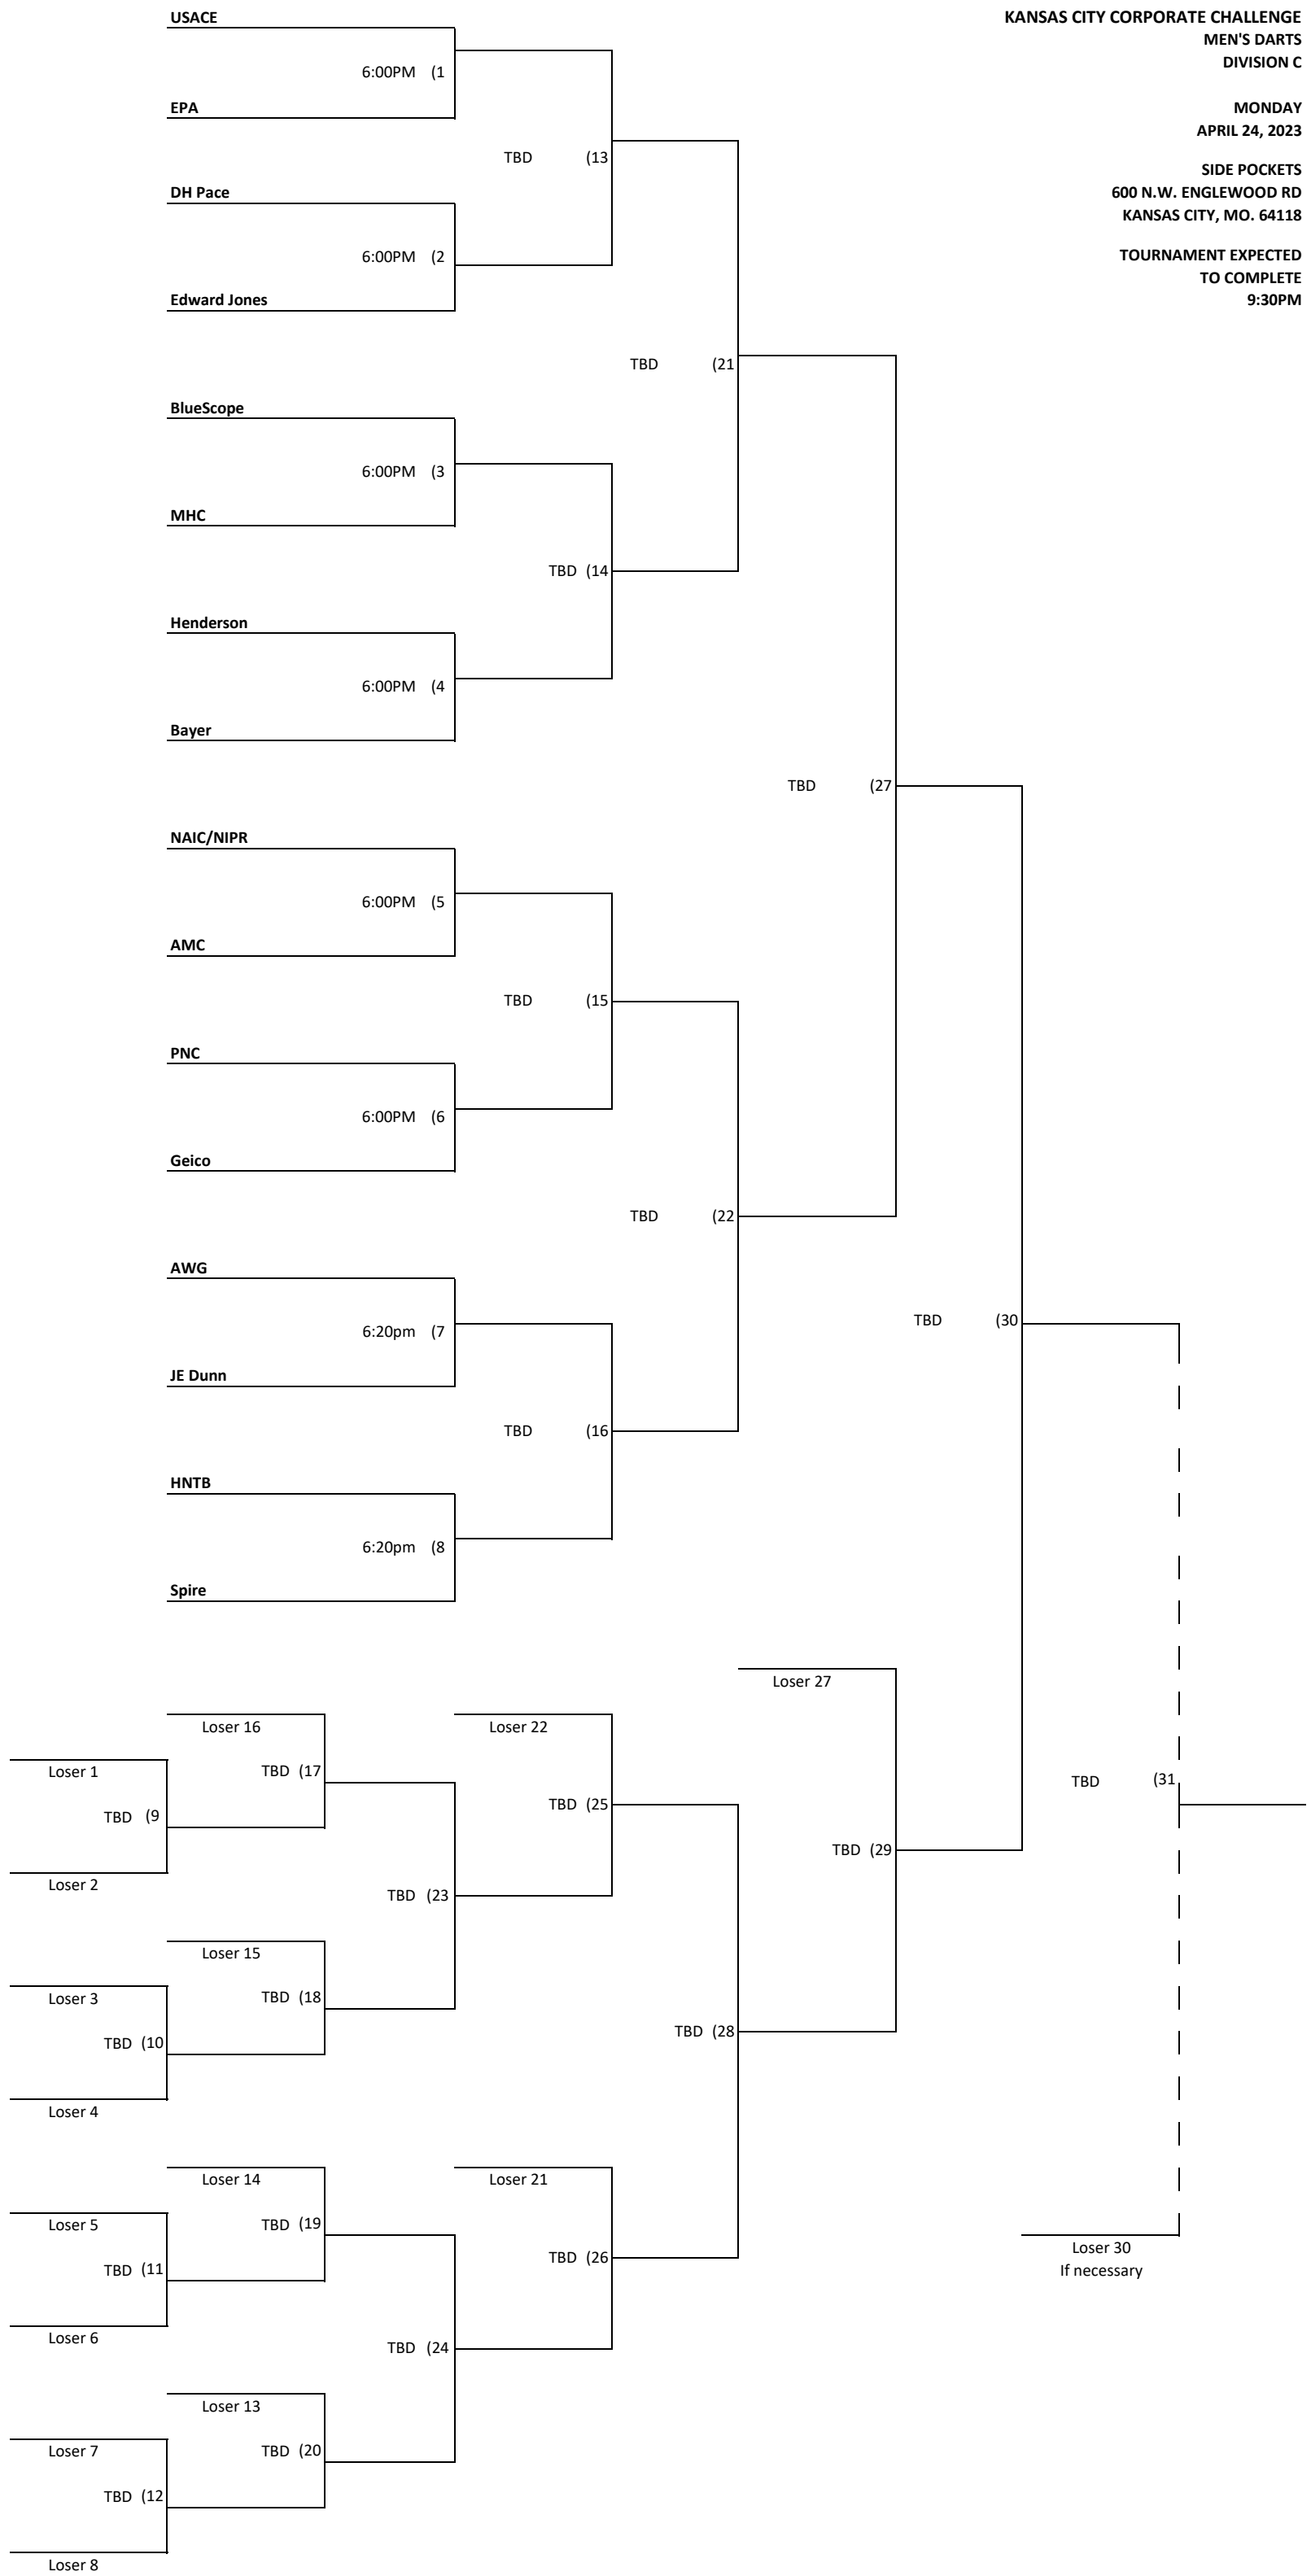 USACE
KANSAS CITY CORPORATE CHALLENGE
MEN'S DARTS
DIVISION C
6:00PM (1
EPA
MONDAY
APRIL 24, 2023
TBD (13
SIDE POCKETS
600 N.W. ENGLEWOOD RD
KANSAS CITY, MO. 64118
DH Pace
6:00PM (2
TOURNAMENT EXPECTED
TO COMPLETE
9:30PM
Edward Jones
TBD (21
BlueScope
6:00PM (3
MHC
TBD (14
Henderson
6:00PM (4
Bayer
TBD (27
NAIC/NIPR
6:00PM (5
AMC
TBD (15
PNC
6:00PM (6
Geico
TBD (22
AWG
TBD (30
6:20pm (7
JE Dunn
TBD (16
HNTB
6:20pm (8
Spire
Loser 27
Loser 16
Loser 22
Loser 1
TBD (17
TBD (31
TBD (25
TBD (9
TBD (29
Loser 2
TBD (23
Loser 15
Loser 3
TBD (18
TBD (28
TBD (10
Loser 4
Loser 14
Loser 21
Loser 5
TBD (19
Loser 30
TBD (26
TBD (11
If necessary
Loser 6
TBD (24
Loser 13
Loser 7
TBD (20
TBD (12
Loser 8